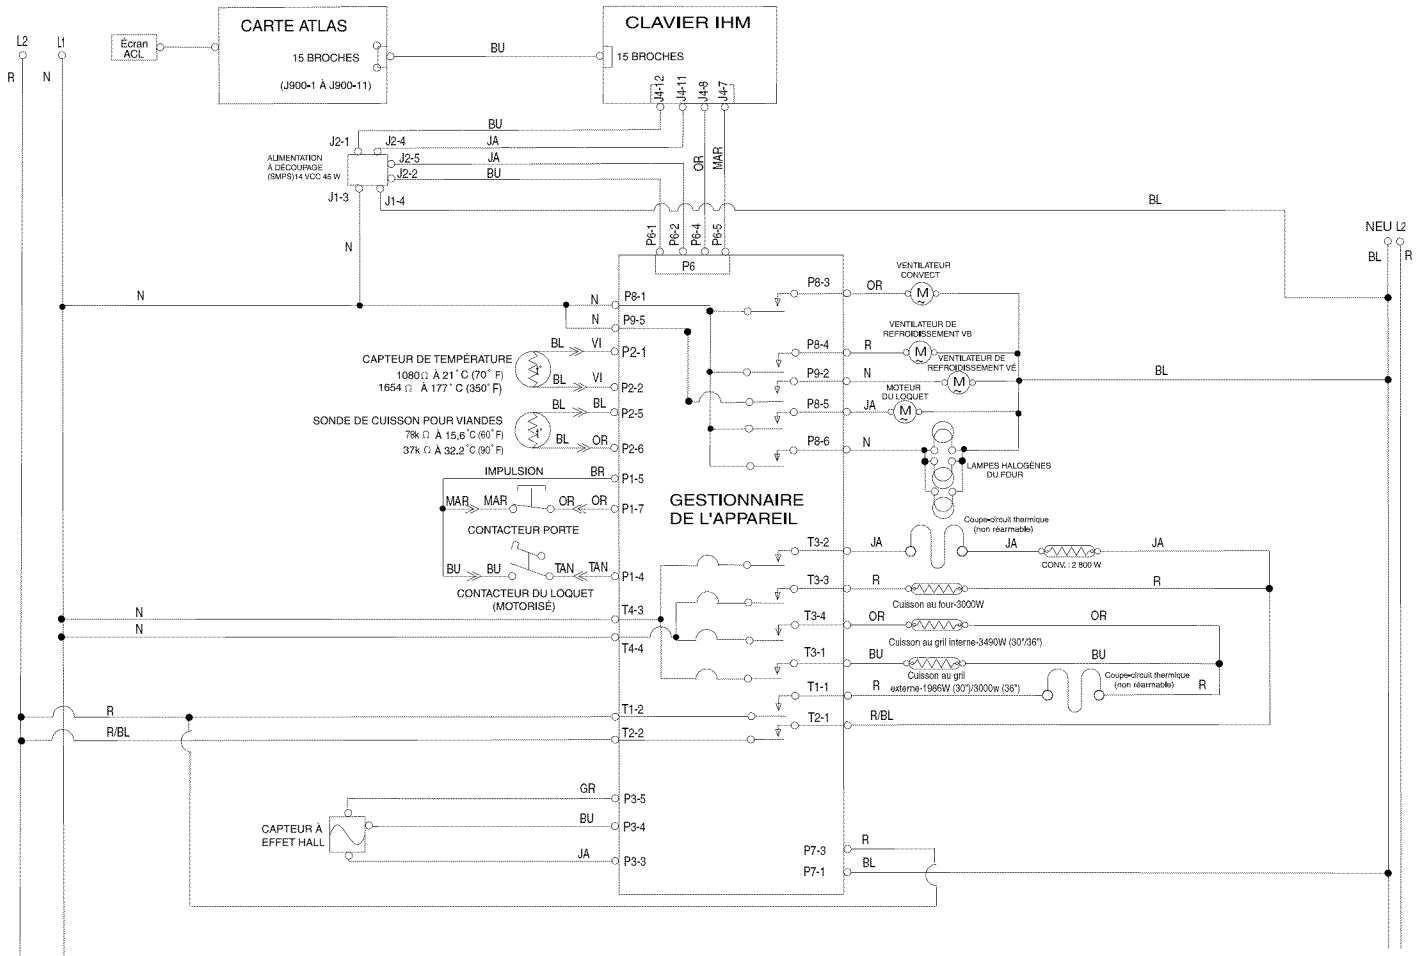 CARTE ATLAS
15 BROCHES
(J900-1 À J900-11)
CLAVIER IHM
15 BROCHES
J4-12
J4-11
J4-8
J4-7
L2
L1
R
N
Écran
ACL
BU
BU
J2-1
J2-4
JA
J2-5
JA
J2-2
BU
ALIMENTATION
À DÉCOUPAGE
(SMPS)14 VCC 45 W
J1-3
J1-4
OR
MAR
BL
N
NEU L2
BL
R
P6-1
P6-2
P6-4
P6-5
P6
N
N
P8-1
N
P9-5
BL
VI
P2-1
CAPTEUR DE TEMPÉRATURE
1080Ω À 21°C (70°F)
1654 Ω À 177°C (350°F)
BL
VI
P2-2
BL
BL
P2-5
SONDE DE CUISSON POUR VIANDES
78k Ω À 15,6°C (60°F)
37k Ω À 32.2°C (90°F)
BL
OR
P2-6
IMPULSION
BR
P1-5
MAR
MAR
OR
OR
P1-7
CONTACTEUR PORTE
BU
BU
TAN
TAN
P1-4
CONTACTEUR DU LOQUET
(MOTORISÉ)
N
T4-3
N
T4-4
R
T1-2
R/BL
T2-2
GR
P3-5
BU
P3-4
CAPTEUR À
EFFET HALL
JA
P3-3
GESTIONNAIRE
DE L'APPAREIL
VENTILATEUR
CONVECT
P8-3
OR
M
~
VENTILATEUR DE
REFROIDISSEMENT VB
P8-4
R
M
~
VENTILATEUR DE
REFROIDISSEMENT VÉ
P9-2
N
M
~
BL
MOTEUR
DU LOQUET
P8-5
JA
M
~
P8-6
N
LAMPES HALOGÈNES
DU FOUR
Coupe-circuit thermique
(non réarmable)
T3-2
JA
JA
JA
CONV. : 2 800 W
T3-3
R
R
Cuisson au four-3000W
T3-4
OR
OR
Cuisson au gril interne-3490W (30"/36")
T3-1
BU
BU
Cuisson au gril
externe-1986W (30")/3000w (36")
Coupe-circuit thermique
(non réarmable)
T1-1
R
R
T2-1
R/BL
P7-3
R
P7-1
BL